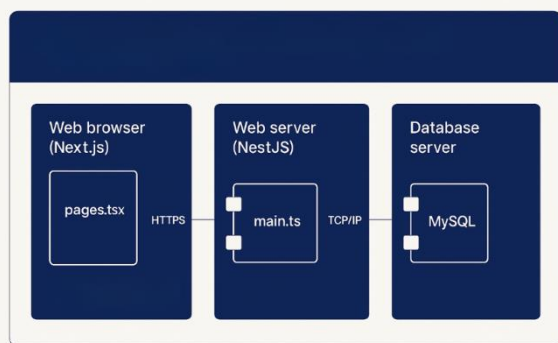 Web browser
(Next.js)
pages.tsx
HTTPS
Web server
(NestJS)
main.ts
TCP/IP
Database
server
MySQL